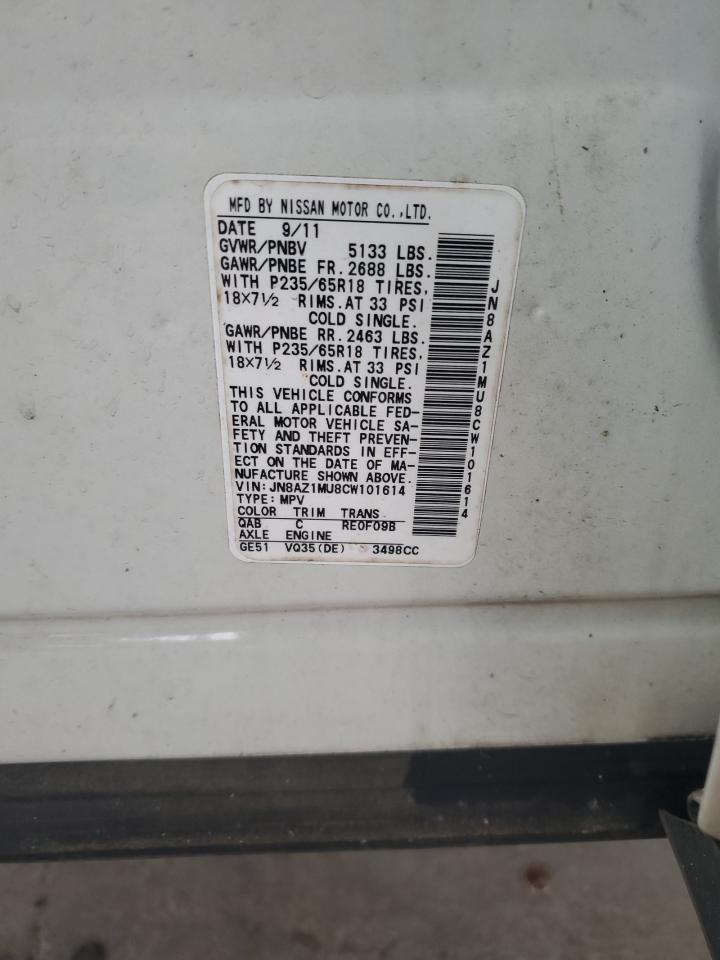 MFD BY NISSAN MOTOR CO.,LTD.
DATE 9/11
GVWR/PNBV 5133 LBS.
GAWR/PNBE FR. 2688 LBS.
WITH P235/65R18 TIRES,
18×7½ RIMS. AT 33 PSI
COLD SINGLE.
GAWR/PNBE RR. 2463 LBS.
WITH P235/65R18 TIRES,
18×7½ RIMS. AT 33 PSI
COLD SINGLE.
THIS VEHICLE CONFORMS
TO ALL APPLICABLE FED-
ERAL MOTOR VEHICLE SA-
FETY AND THEFT PREVEN-
TION STANDARDS IN EFF-
ECT ON THE DATE OF MA-
NUFACTURE SHOWN ABOVE.
VIN: JN8AZ1MU8CW101614
TYPE: MPV
COLOR TRIM TRANS
QAB C RE0F09B
AXLE ENGINE
GE51 VQ35(DE) 3498CC
JN8AZ1MU8CW101614